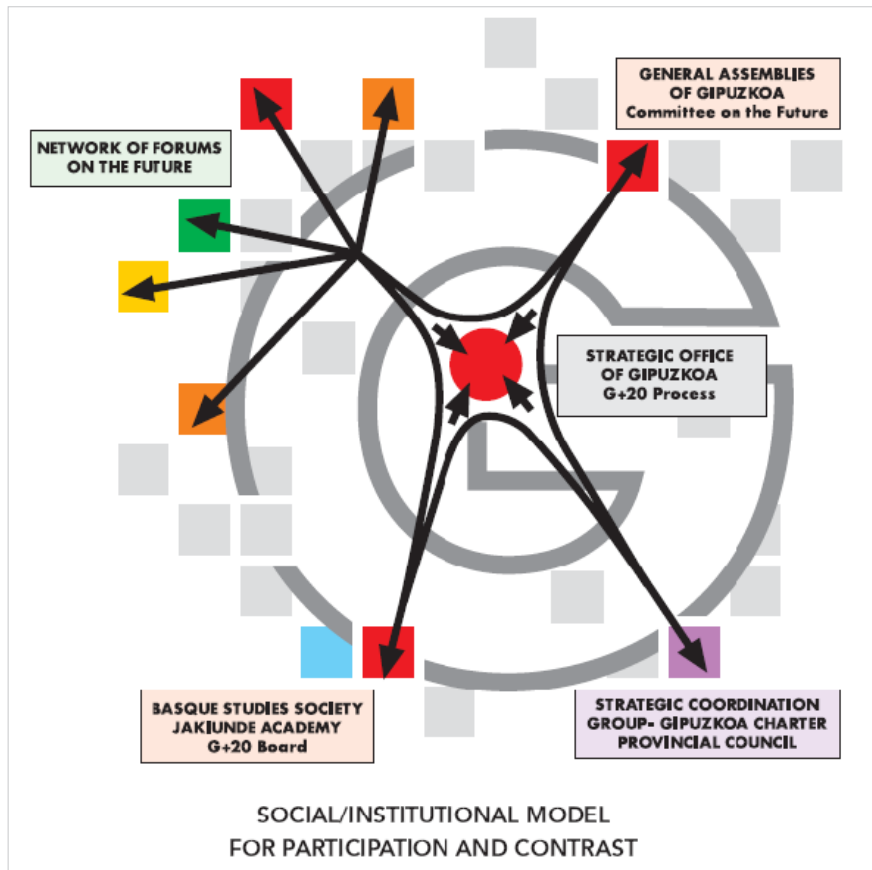 GENERAL ASSEMBLIES
OF GIPUZKOA
Committee on the Future
NETWORK OF FORUMS
ON THE FUTURE
STRATEGIC OFFICE
OF GIPUZKOA
G+20 Process
BASQUE STUDIES SOCIETY
JAKIUNDE ACADEMY
G+20 Board
STRATEGIC COORDINATION
GROUP- GIPUZKOA CHARTER
PROVINCIAL COUNCIL
SOCIAL/INSTITUTIONAL MODEL
FOR PARTICIPATION AND CONTRAST